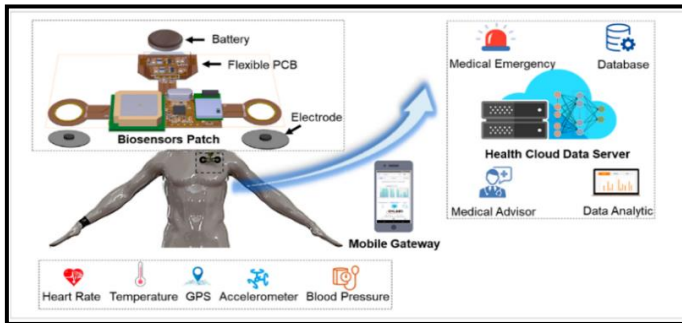 Battery
Flexible PCB
Electrode
Biosensors Patch
Medical Emergency
Database
Health Cloud Data Server
Medical Advisor
Data Analytic
Mobile Gateway
Heart Rate
Temperature
GPS
Accelerometer
Blood Pressure